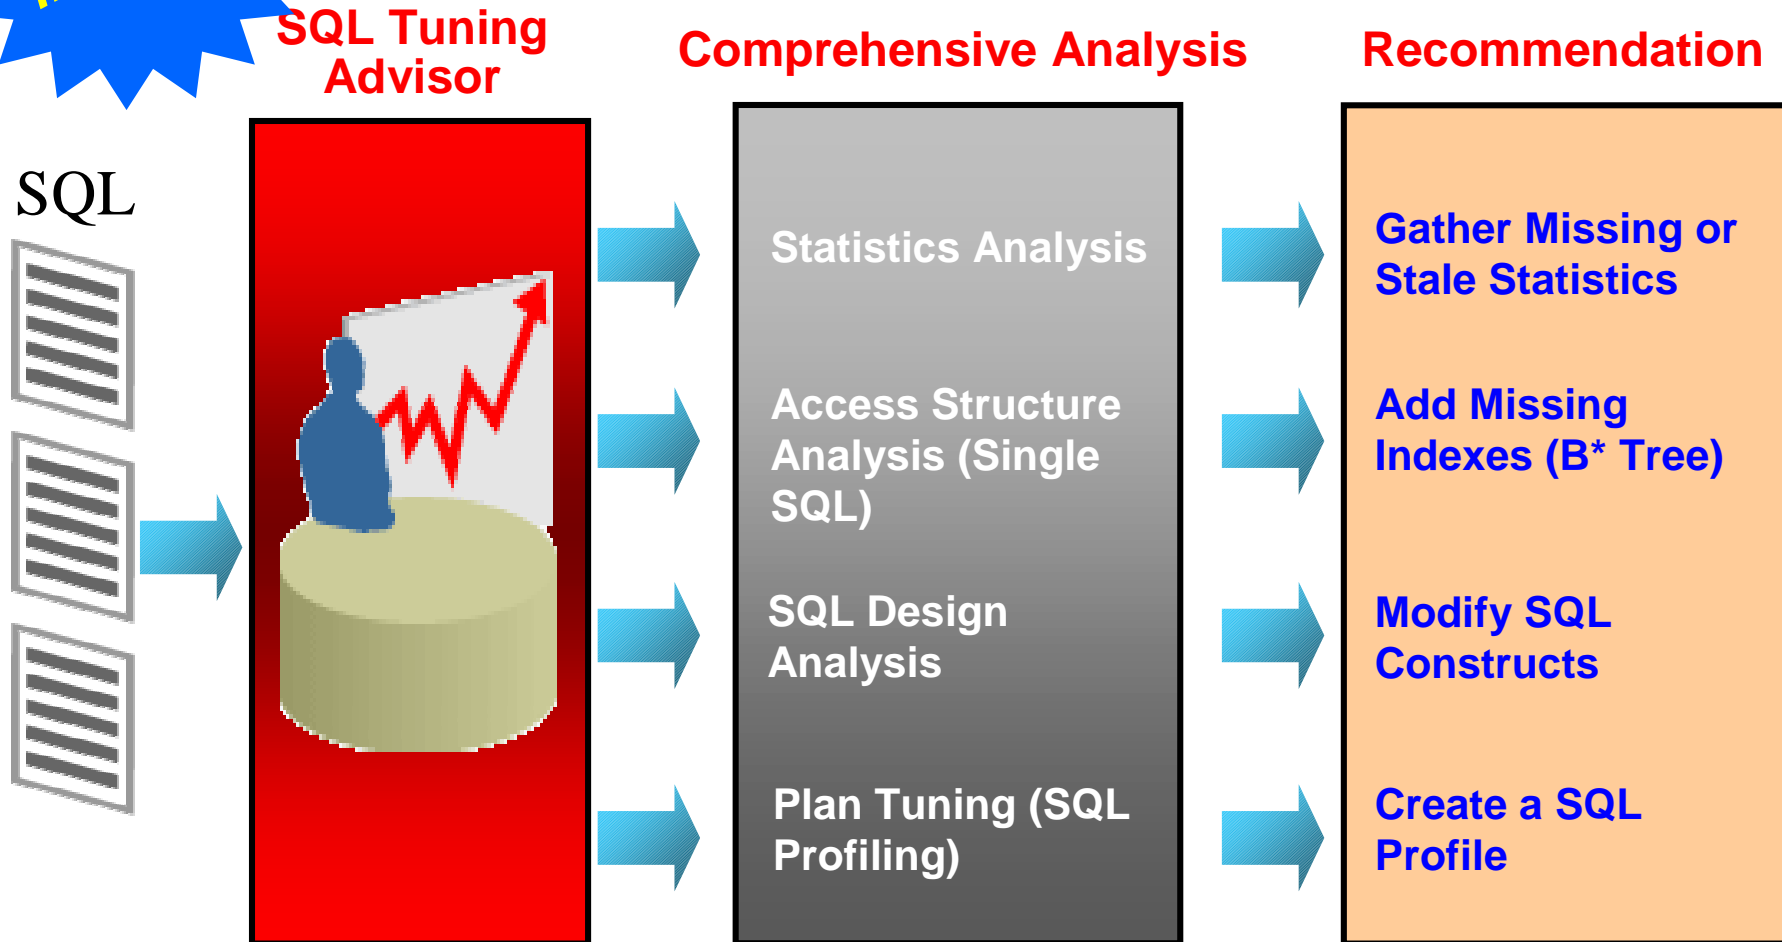 SQL Tuning
Advisor
Comprehensive Analysis
Recommendation
SQL
Statistics Analysis
Gather Missing or
Stale Statistics
Access Structure
Analysis (Single
SQL)
Add Missing
Indexes (B* Tree)
SQL Design
Analysis
Modify SQL
Constructs
Plan Tuning (SQL
Profiling)
Create a SQL
Profile